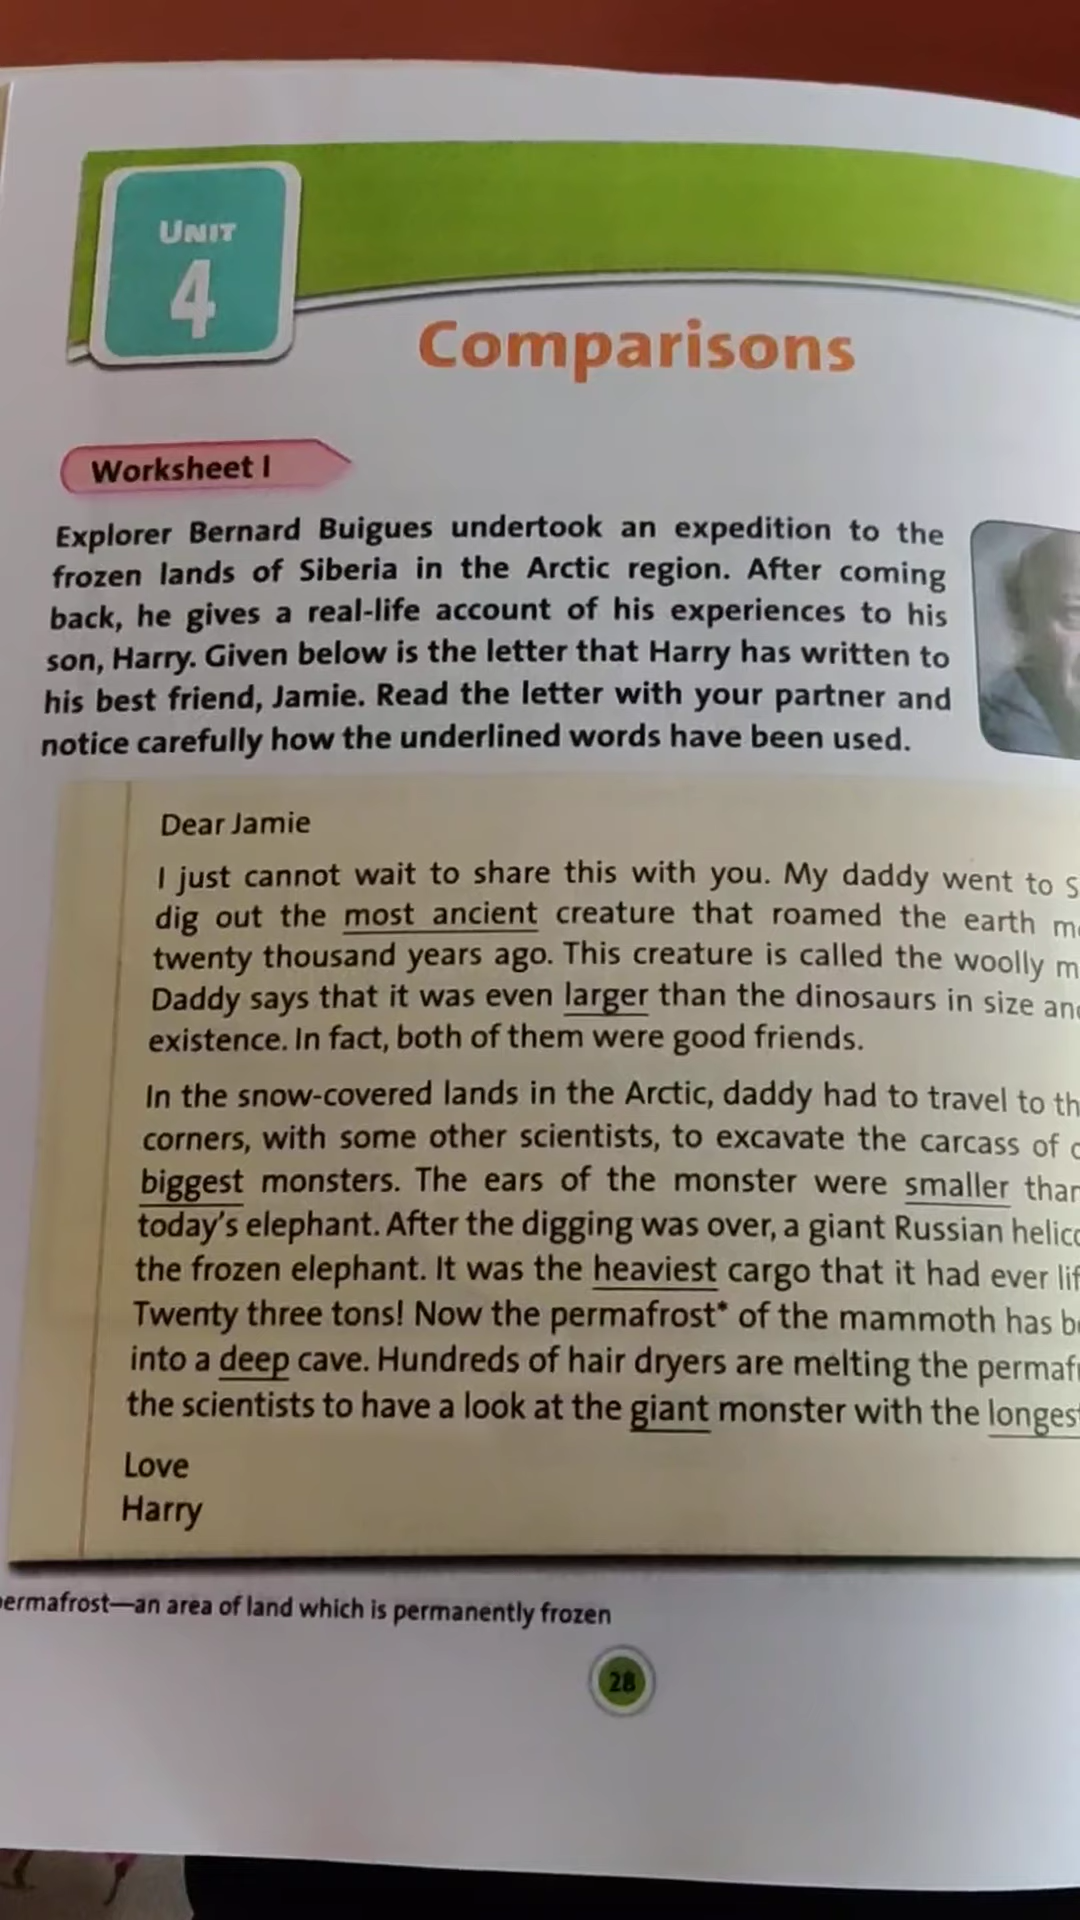 UNIT
4
Comparisons
Worksheet I
Explorer Bernard Buigues undertook an expedition to the
frozen lands of Siberia in the Arctic region. After coming
back, he gives a real-life account of his experiences to his
son, Harry. Given below is the letter that Harry has written to
his best friend, Jamie. Read the letter with your partner and
notice carefully how the underlined words have been used.
Dear Jamie
I just cannot wait to share this with you. My daddy went to
dig out the most ancient creature that roamed the earth
twenty thousand years ago. This creature is called the woolly
Daddy says that it was even larger than the dinosaurs in size
existence. In fact, both of them were good friends.
In the snow-covered lands in the Arctic, daddy had to travel to
corners, with some other scientists, to excavate the carcass of
biggest monsters. The ears of the monster were smaller
today's elephant. After the digging was over, a giant Russian
the frozen elephant. It was the heaviest cargo that it had ever
Twenty three tons! Now the permafrost* of the mammoth has
into a deep cave. Hundreds of hair dryers are melting the
the scientists to have a look at the giant monster with the
Love
Harry
—an area of land which is permanently frozen
28